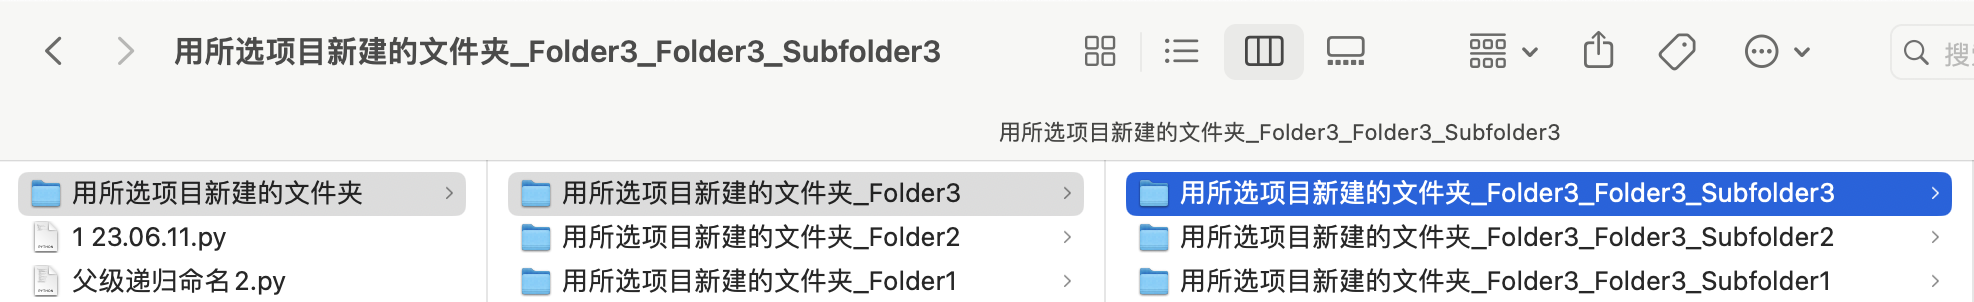 用所选项目新建的文件夹_Folder3_Folder3_Subfolder3
用所选项目新建的文件夹_Folder3_Folder3_Subfolder3
用所选项目新建的文件夹
1 23.06.11.py
父级递归命名2.py
用所选项目新建的文件夹_Folder3
用所选项目新建的文件夹_Folder2
用所选项目新建的文件夹_Folder1
用所选项目新建的文件夹_Folder3_Folder3_Subfolder3
用所选项目新建的文件夹_Folder3_Folder3_Subfolder2
用所选项目新建的文件夹_Folder3_Folder3_Subfolder1